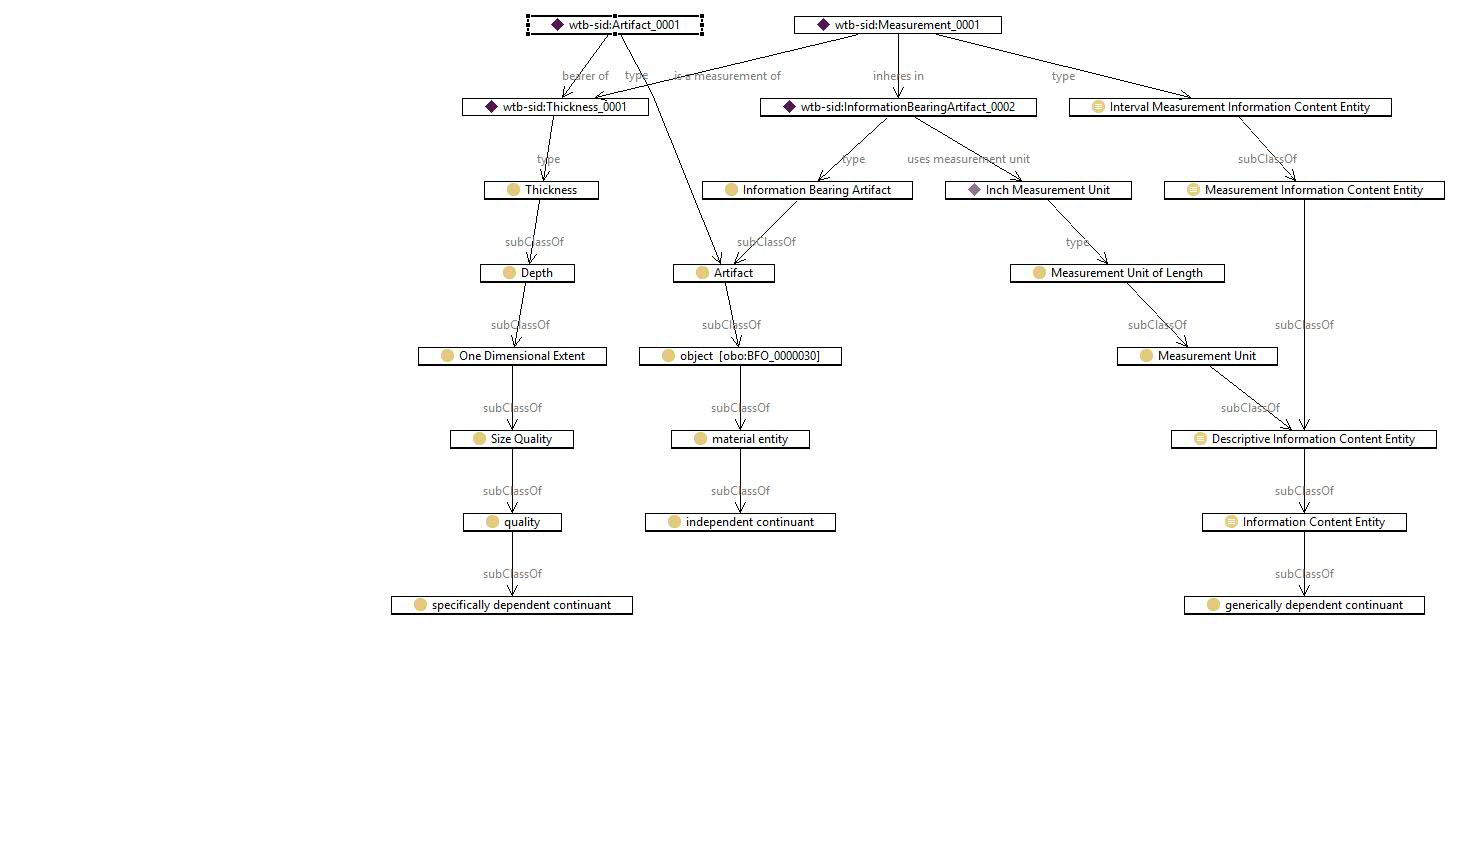 wtb-sid:Artifact_0001
wtb-sid:Measurement_0001
bearer of
type
is a measurement of
inheres in
type
wtb-sid:Thickness_0001
wtb-sid:InformationBearingArtifact_0002
Interval Measurement Information Content Entity
type
type
uses measurement unit
subClassOf
Thickness
Information Bearing Artifact
Inch Measurement Unit
Measurement Information Content Entity
subClassOf
subClassOf
type
Depth
Artifact
Measurement Unit of Length
subClassOf
subClassOf
subClassOf
subClassOf
One Dimensional Extent
object [obo:BFO_0000030]
Measurement Unit
subClassOf
subClassOf
subClassOf
Size Quality
material entity
Descriptive Information Content Entity
subClassOf
subClassOf
subClassOf
quality
independent continuant
Information Content Entity
subClassOf
subClassOf
specifically dependent continuant
generically dependent continuant